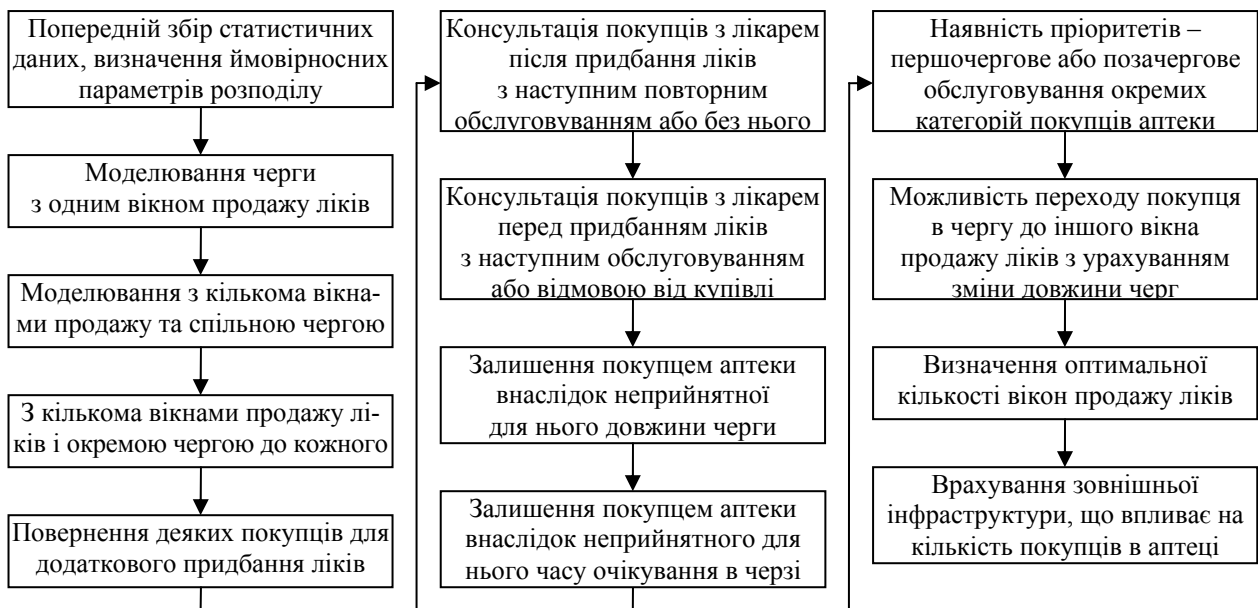 Попередній збір статистичних
даних, визначення ймовірносних
параметрів розподілу
Моделювання черги
з одним вікном продажу ліків
Моделювання з кількома вікна-
ми продажу та спільною чергою
З кількома вікнами продажу лі-
ків і окремою чергою до кожного
Повернення деяких покупців для
додаткового придбання ліків
Консультація покупців з лікарем
після придбання ліків
з наступним повторним
обслуговуванням або без нього
Консультація покупців з лікарем
перед придбанням ліків
з наступним обслуговуванням
або відмовою від купівлі
Залишення покупцем аптеки
внаслідок неприйнятної
для нього довжини черги
Залишення покупцем аптеки
внаслідок неприйнятного для
нього часу очікування в черзі
Наявність пріоритетів –
першочергове або позачергове
обслуговування окремих
категорій покупців аптеки
Можливість переходу покупця
в чергу до іншого вікна
продажу ліків з урахуванням
зміни довжини черг
Визначення оптимальної
кількості вікон продажу ліків
Врахування зовнішньої
інфраструктури, що впливає на
кількість покупців в аптеці